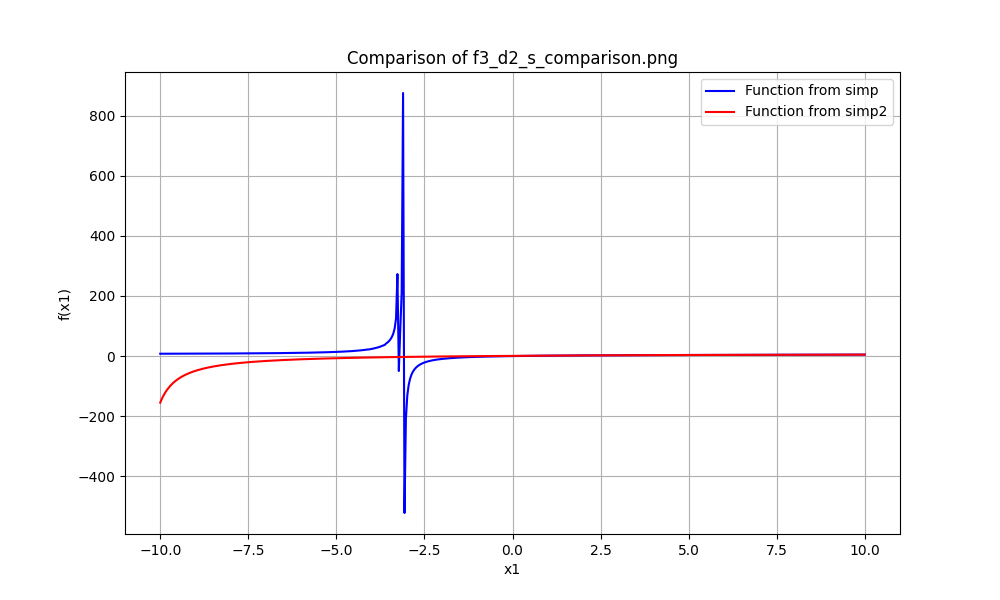 Comparison of f3_d2_s_comparison.png
Function from simp
Function from simp2
800
600
400
200
0
−200
−400
f(x1)
−10.0 −7.5 −5.0 −2.5 0.0 2.5 5.0 7.5 10.0
x1